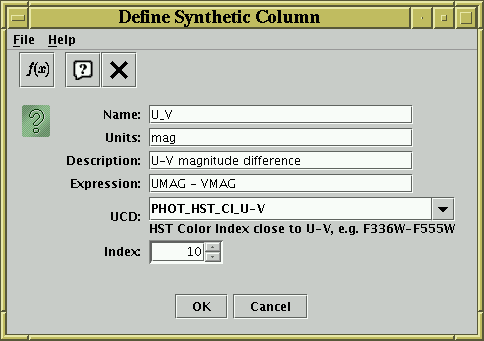 Define Synthetic Column
File Help
f(x) ?
?
Name: U_V
Units: mag
Description: U-V magnitude difference
Expression: UMAG - VMAG
UCD: PHOT_HST_CI_U-V
HST Color Index close to U-V, e.g. F336W-F555W
Index: 10
OK Cancel